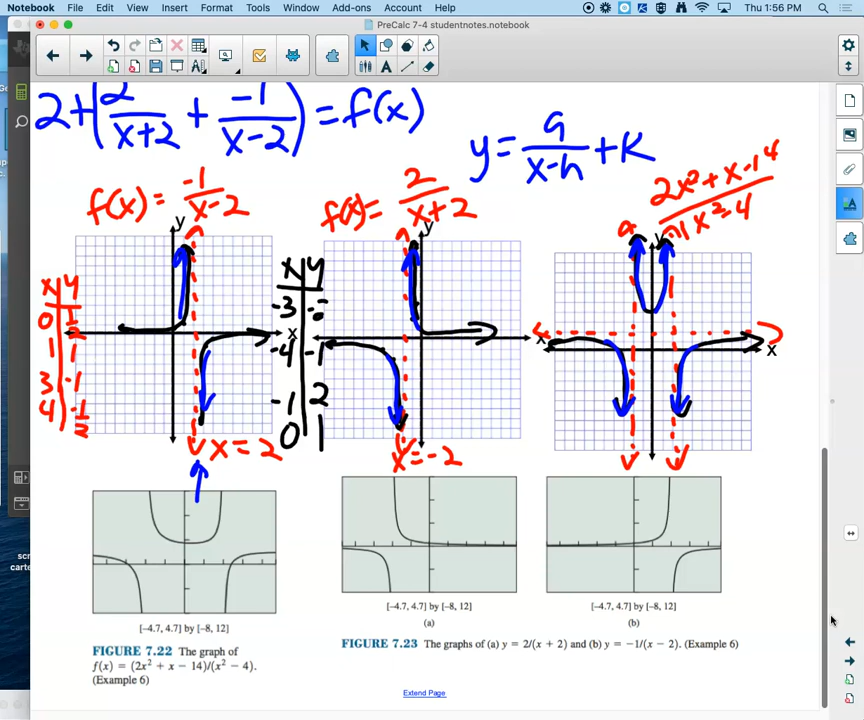 Notebook File Edit View Insert Format Tools Window Add-ons Account Help Thu 1:56 PM
PreCalc 7-4 studentnotes.notebook
2+(2/(x+2) + -1/(x-2)) = f(x)
y = a/(x-h) + K
f(x) = -1/(x-2)
f(x) = 2/(x+2)
2x²+x-14/x²-4
y
y
y
x y
0 1/2
1 1
3 -1
4 -1/2
x y
-3 -2
-4 -1
-1 2
0 1
x
x
x
x=2
x=-2
[−4.7, 4.7] by [−8, 12]
[−4.7, 4.7] by [−8, 12]
(a)
[−4.7, 4.7] by [−8, 12]
(b)
FIGURE 7.22 The graph of
f(x) = (2x² + x − 14)/(x² − 4).
(Example 6)
FIGURE 7.23 The graphs of (a) y = 2/(x + 2) and (b) y = −1/(x − 2). (Example 6)
Extend Page